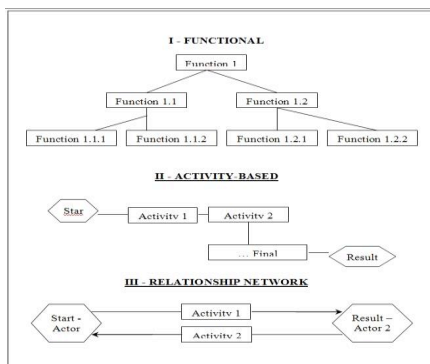 I - FUNCTIONAL
Function 1
Function 1.1
Function 1.2
Function 1.1.1
Function 1.1.2
Function 1.2.1
Function 1.2.2
II - ACTIVITY-BASED
Star
Activity 1
Activity 2
... Final
Result
III - RELATIONSHIP NETWORK
Start -
Actor
Activity 1
Activity 2
Result –
Actor 2